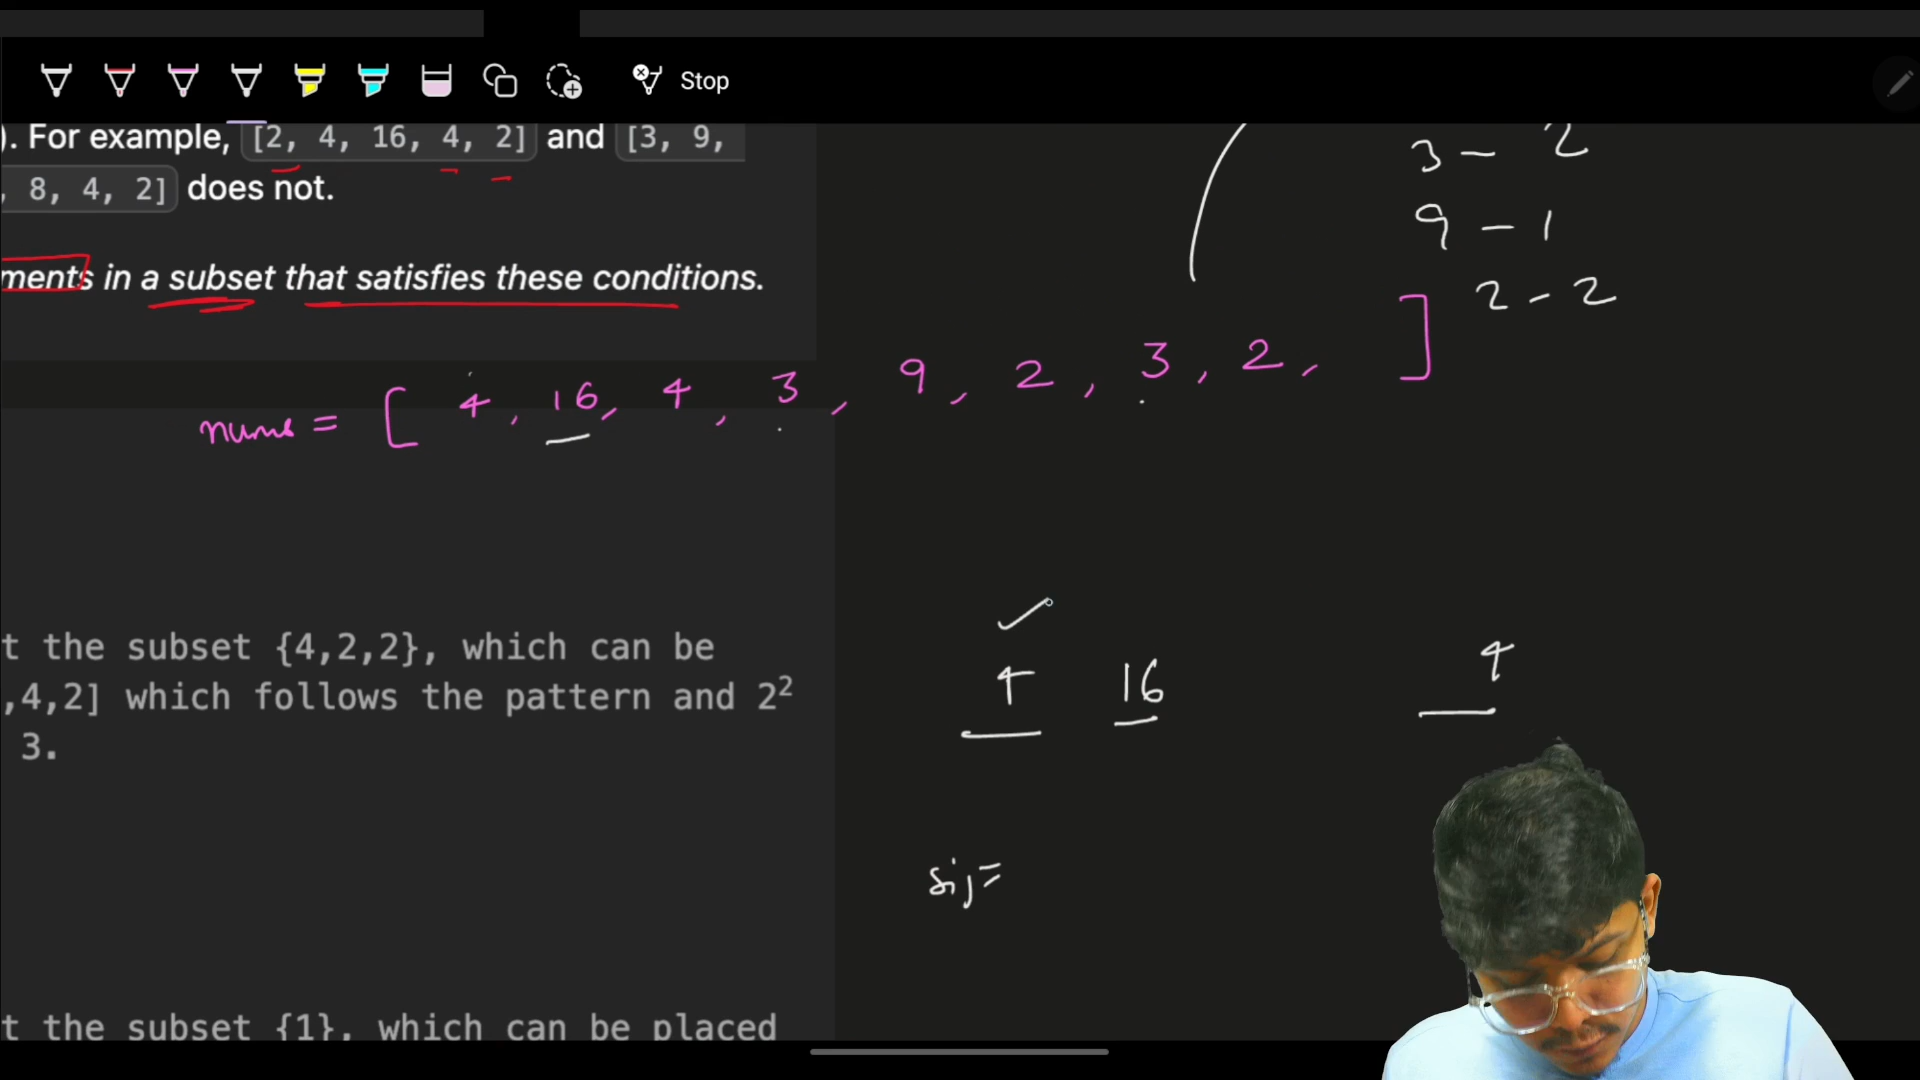 Stop
). For example, [2, 4, 16, 4, 2] and [3, 9,
, 8, 4, 2] does not.
ments in a subset that satisfies these conditions.
3 - 2
9 - 1
2 - 2
nums = [ 4, 16, 4, 3, 9, 2, 3, 2, ]
t the subset {4,2,2}, which can be
,4,2] which follows the pattern and 2²
3.
4 16 4
t the subset {1}, which can be placed